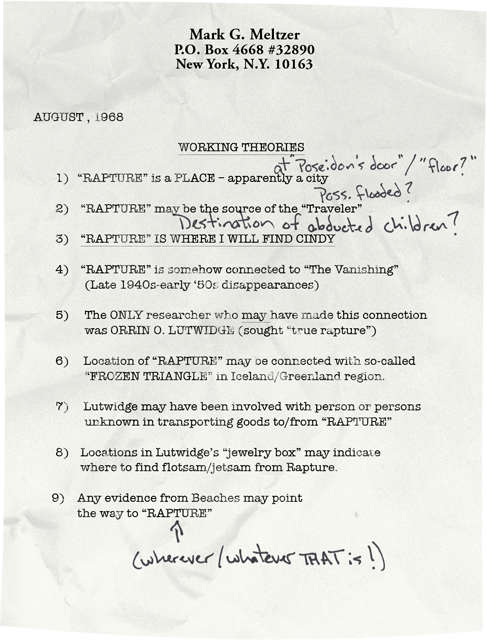 Mark G. Meltzer
P.O. Box 4668 #32890
New York, N.Y. 10163
AUGUST, 1968
WORKING THEORIES
at "Poseidon's door" / "floor?"
1) "RAPTURE" is a PLACE – apparently a city
Poss. flooded?
2) "RAPTURE" may be the source of the "Traveler"
Destination of abducted children?
3) "RAPTURE" IS WHERE I WILL FIND CINDY
4) "RAPTURE" is somehow connected to "The Vanishing"
(Late 1940s-early '50s disappearances)
5) The ONLY researcher who may have made this connection
was ORRIN O. LUTWIDGE (sought "true rapture")
6) Location of "RAPTURE" may be connected with so-called
"FROZEN TRIANGLE" in Iceland/Greenland region.
7) Lutwidge may have been involved with person or persons
unknown in transporting goods to/from "RAPTURE"
8) Locations in Lutwidge's "jewelry box" may indicate
where to find flotsam/jetsam from Rapture.
9) Any evidence from Beaches may point
the way to "RAPTURE"
(wherever/whatever THAT is!)